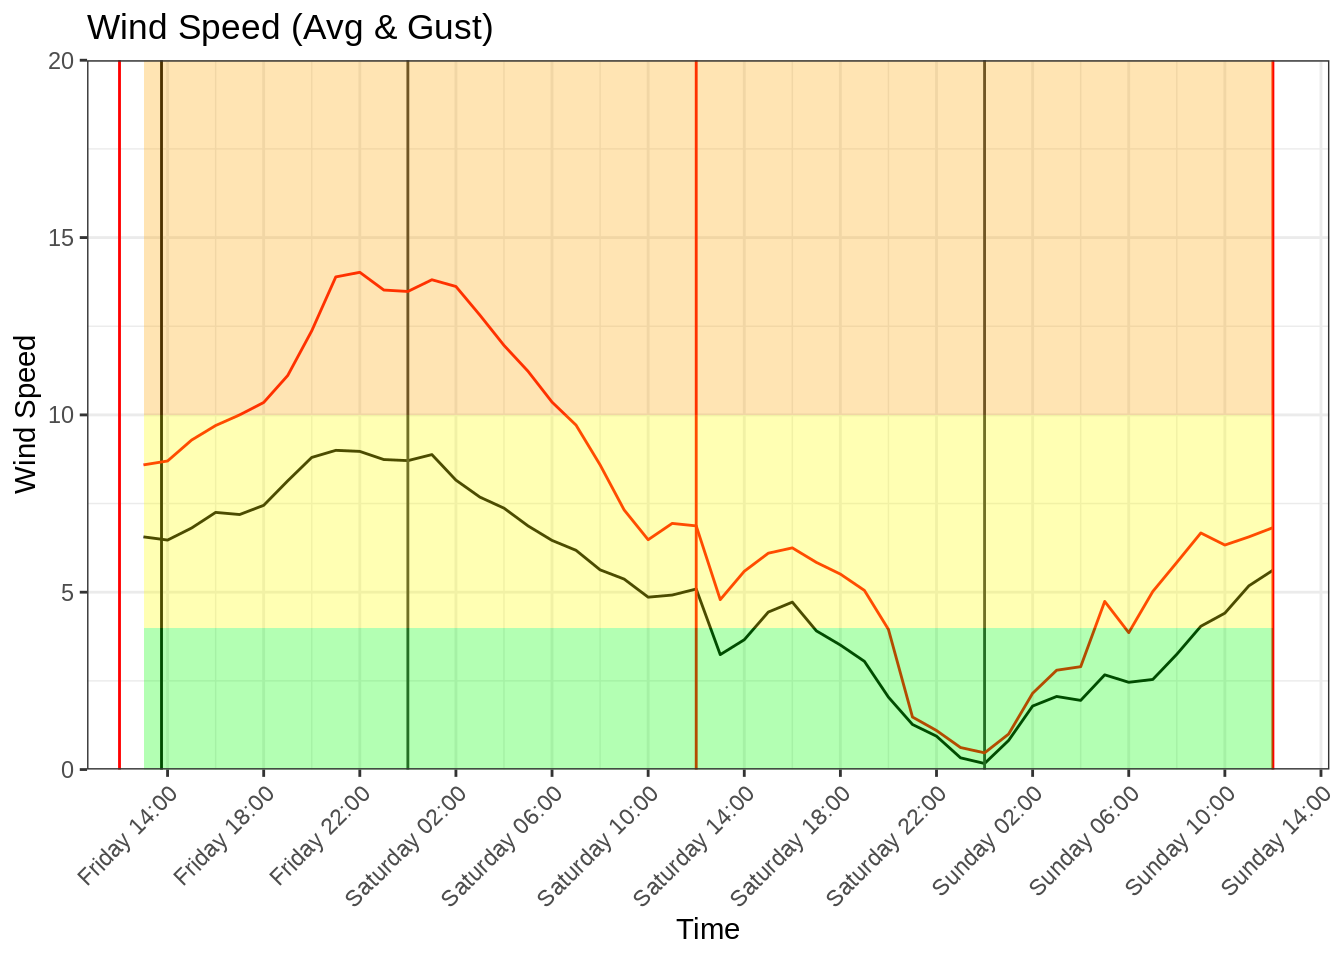 Wind Speed (Avg & Gust)
20
15
10
5
0
Wind Speed
Friday 14:00
Friday 18:00
Friday 22:00
Saturday 02:00
Saturday 06:00
Saturday 10:00
Saturday 14:00
Saturday 18:00
Saturday 22:00
Sunday 02:00
Sunday 06:00
Sunday 10:00
Sunday 14:00
Time